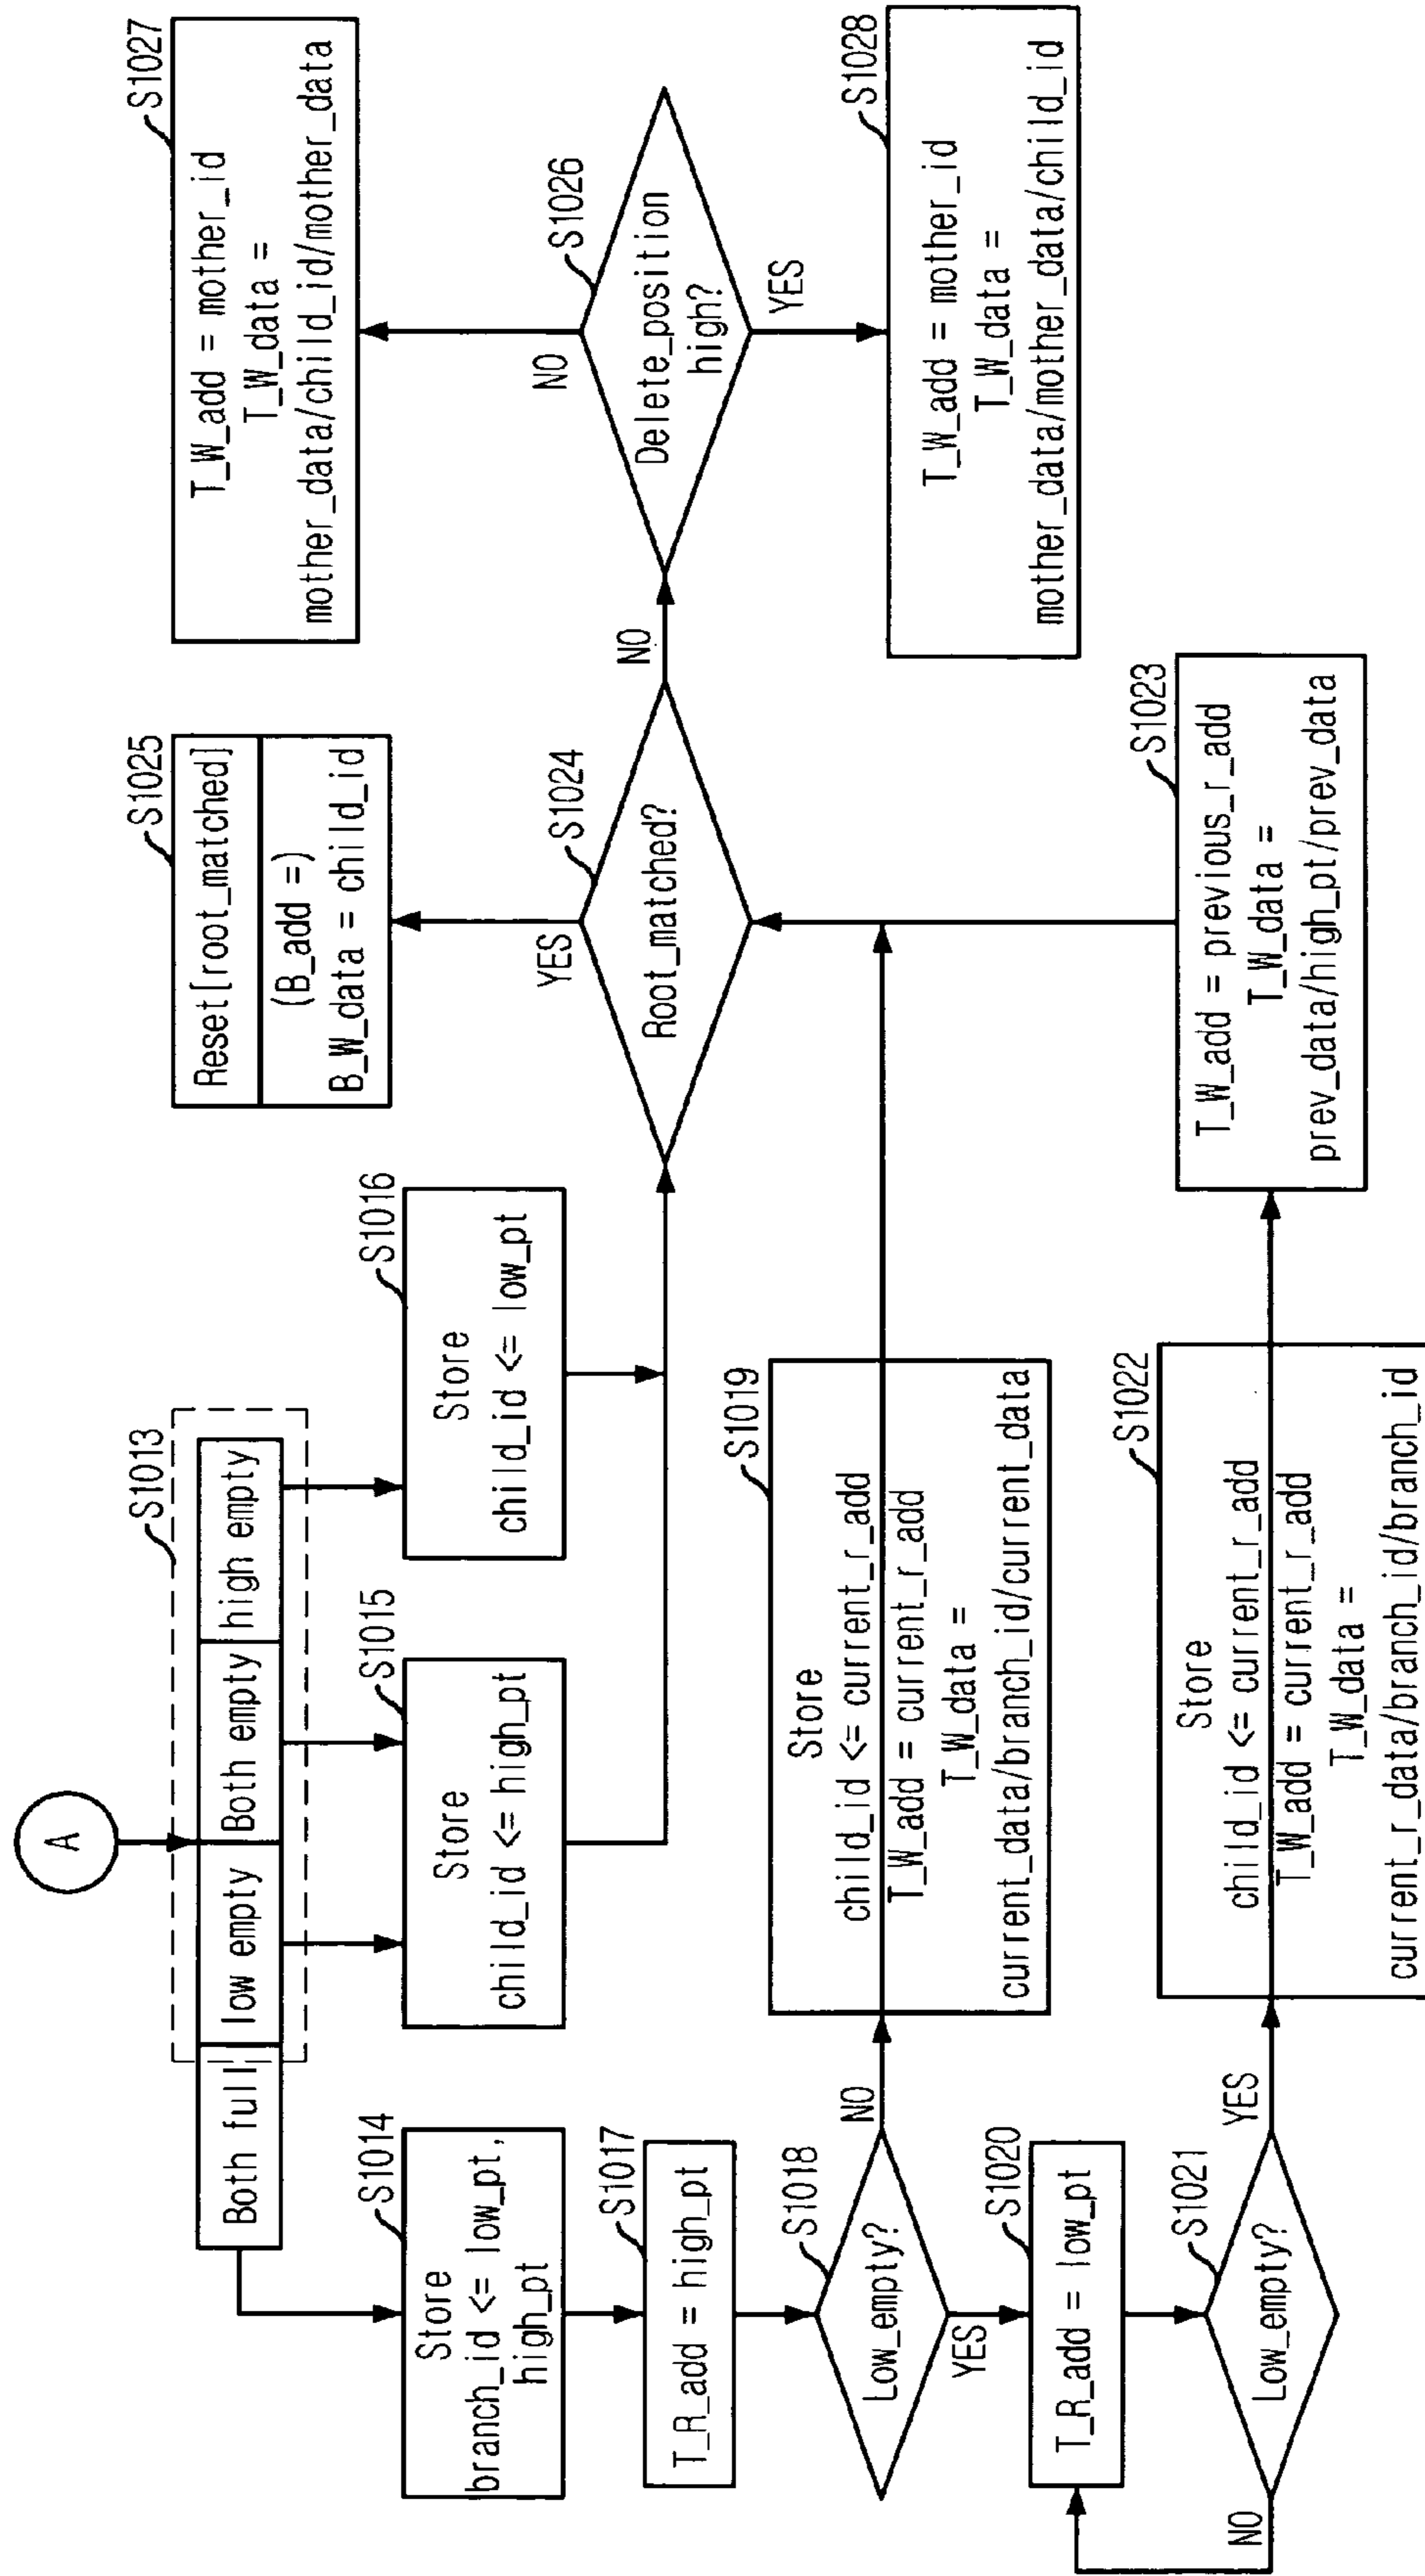 A
S1013
Both full
low empty
Both empty
high empty
S1014
Store
branch_id <= low_pt,
high_pt
S1015
Store
child_id <= high_pt
S1016
Store
child_id <= low_pt
S1017
T_R_add = high_pt
S1018
Low_empty?
NO
YES
S1019
Store
child_id <= current_r_add
T_W_add = current_r_add
T_W_data =
current_data/branch_id/current_data
S1020
T_R_add = low_pt
S1021
Low_empty?
NO
YES
S1022
Store
child_id <= current_r_add
T_W_add = current_r_add
T_W_data =
current_r_data/branch_id/branch_id
S1023
T_W_add = previous_r_add
T_W_data =
prev_data/high_pt/prev_data
S1024
Root_matched?
YES
NO
S1025
Reset[root_matched]
(B_add =)
B_W_data = child_id
S1026
Delete_position
high?
NO
YES
S1027
T_W_add = mother_id
T_W_data =
mother_data/child_id/mother_data
S1028
T_W_add = mother_id
T_W_data =
mother_data/mother_data/child_id